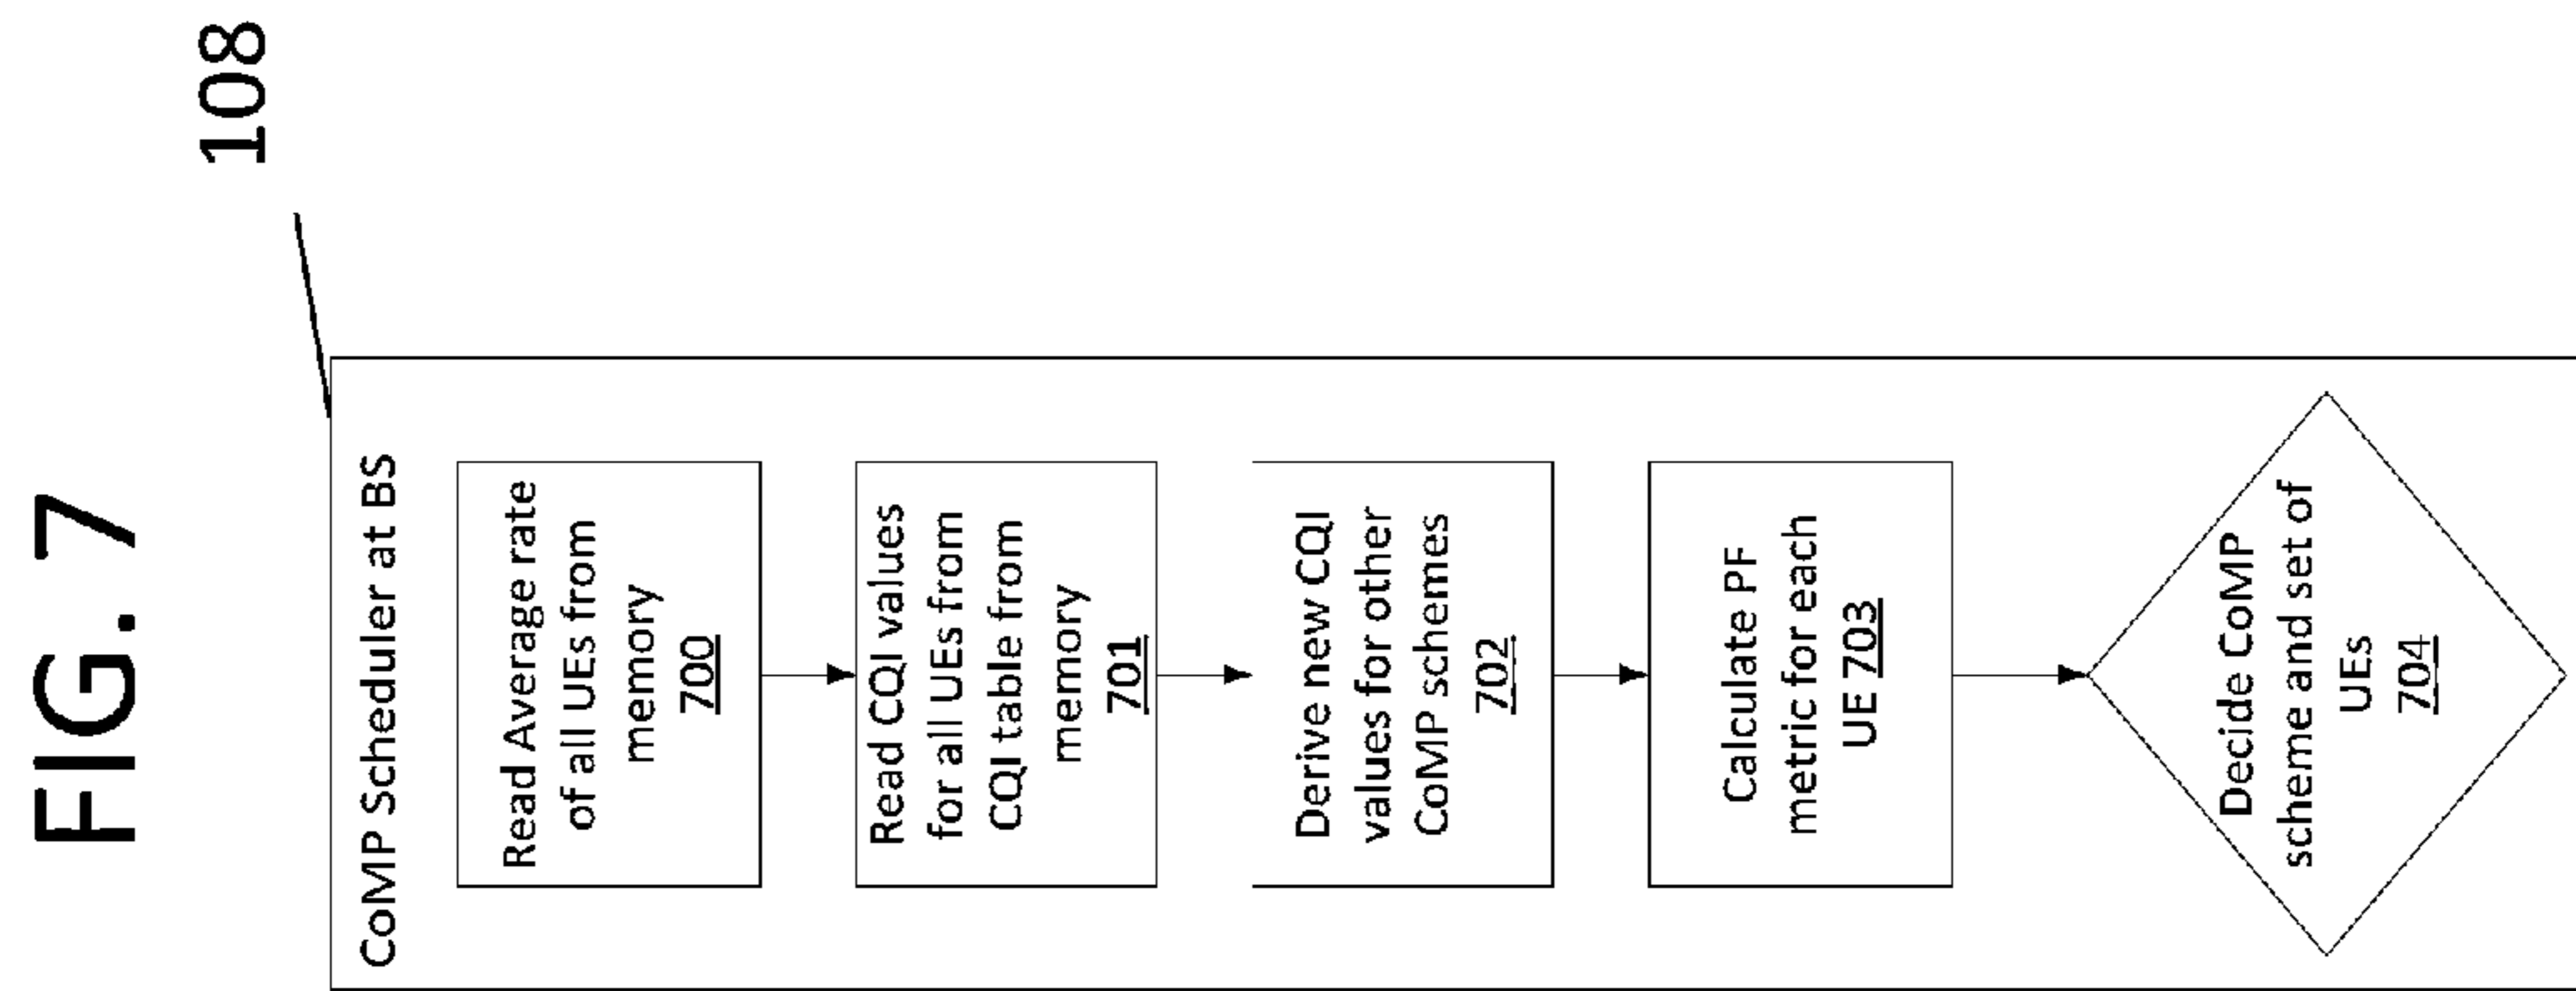 FIG. 7
108
CoMP Scheduler at BS
Read Average rate
of all UEs from
memory
700
Read CQI values
for all UEs from
CQI table from
memory
701
Derive new CQI
values for other
CoMP schemes
702
Calculate PF
metric for each
UE 703
Decide CoMP
scheme and set of
UEs
704